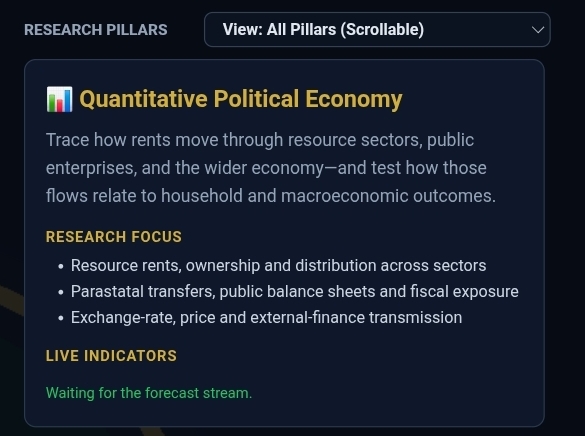 RESEARCH PILLARS
View: All Pillars (Scrollable)
Quantitative Political Economy
Trace how rents move through resource sectors, public
enterprises, and the wider economy—and test how those
flows relate to household and macroeconomic outcomes.
RESEARCH FOCUS
• Resource rents, ownership and distribution across sectors
• Parastatal transfers, public balance sheets and fiscal exposure
• Exchange-rate, price and external-finance transmission
LIVE INDICATORS
Waiting for the forecast stream.